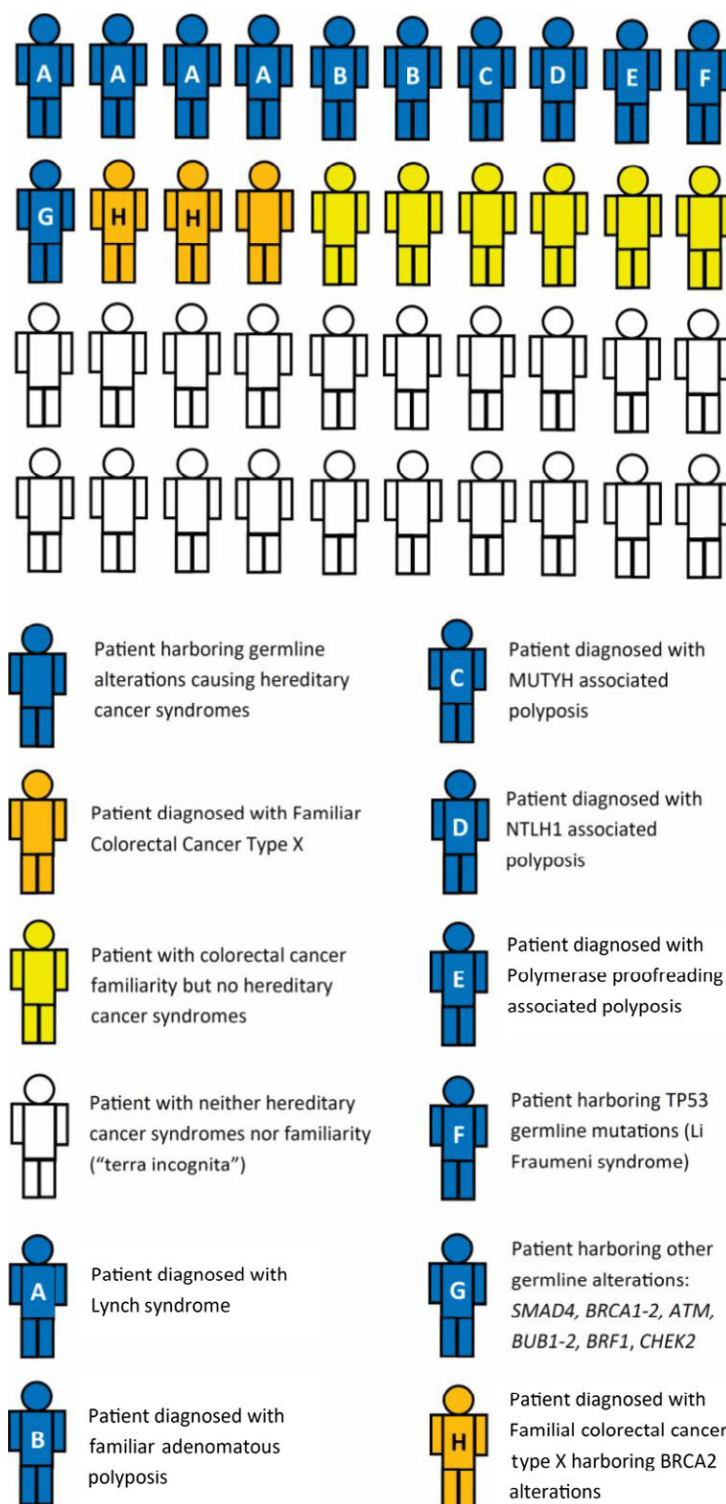 A A A A B B C D E F
G H H
Patient harboring germline
alterations causing hereditary
cancer syndromes
Patient diagnosed with Familiar
Colorectal Cancer Type X
Patient with colorectal cancer
familiarity but no hereditary
cancer syndromes
Patient with neither hereditary
cancer syndromes nor familiarity
(“terra incognita”)
A
Patient diagnosed with
Lynch syndrome
B
Patient diagnosed with
familiar adenomatous
polyposis
C
Patient diagnosed with
MUTYH associated
polyposis
D
Patient diagnosed with
NTLH1 associated
polyposis
E
Patient diagnosed with
Polymerase proofreading
associated polyposis
F
Patient harboring TP53
germline mutations (Li
Fraumeni syndrome)
G
Patient harboring other
germline alterations:
SMAD4, BRCA1-2, ATM,
BUB1-2, BRF1, CHEK2
H
Patient diagnosed with
Familial colorectal cancer
type X harboring BRCA2
alterations